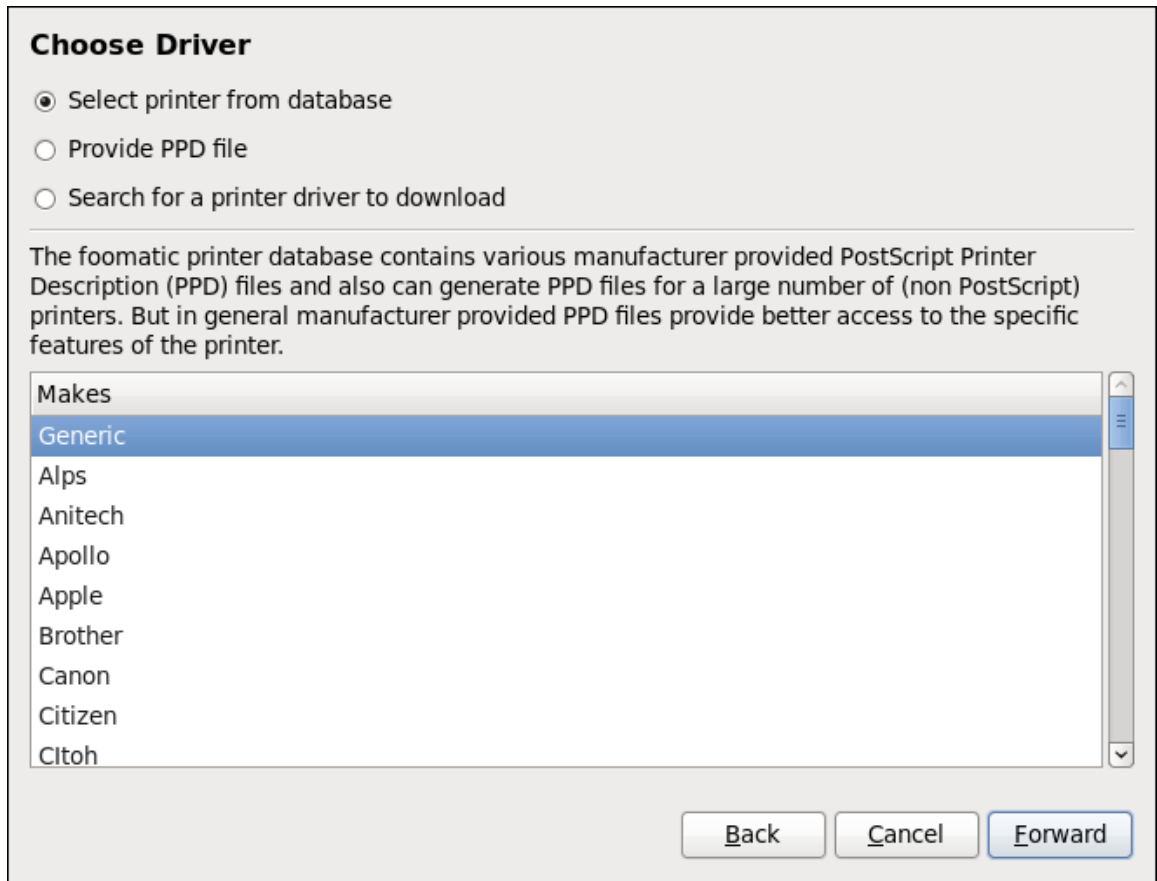 Choose Driver
Select printer from database
Provide PPD file
Search for a printer driver to download
The foomatic printer database contains various manufacturer provided PostScript Printer
Description (PPD) files and also can generate PPD files for a large number of (non PostScript)
printers. But in general manufacturer provided PPD files provide better access to the specific
features of the printer.
Makes
Generic
Alps
Anitech
Apollo
Apple
Brother
Canon
Citizen
CItoh
Back Cancel Forward